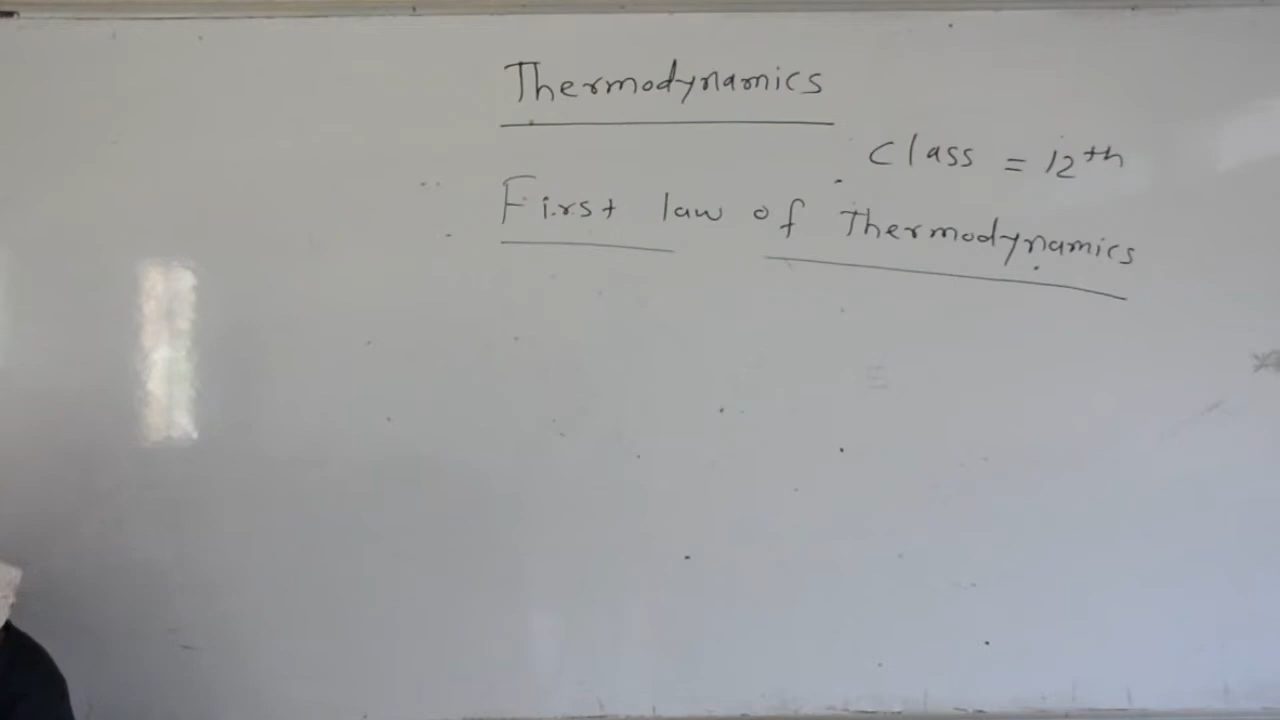 Thermodynamics
Class = 12th
First law of Thermodynamics